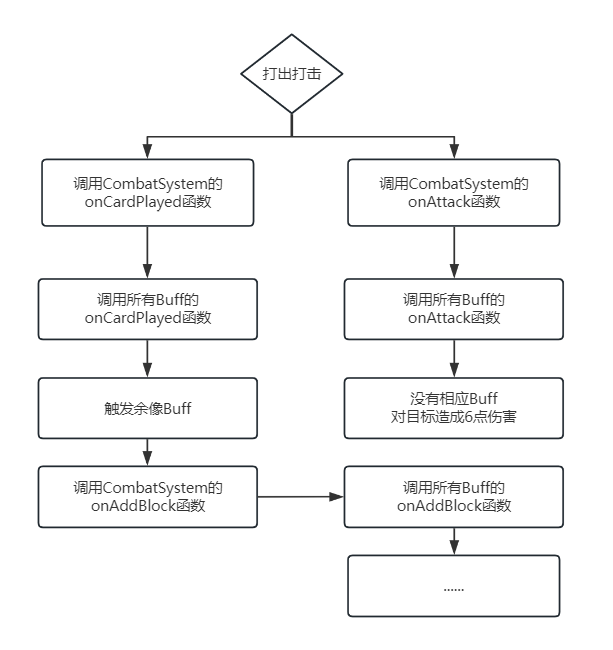 打出打击
调用CombatSystem的
onCardPlayed函数
调用CombatSystem的
onAttack函数
调用所有Buff的
onCardPlayed函数
调用所有Buff的
onAttack函数
触发余像Buff
没有相应Buff
对目标造成6点伤害
调用CombatSystem的
onAddBlock函数
调用所有Buff的
onAddBlock函数
......